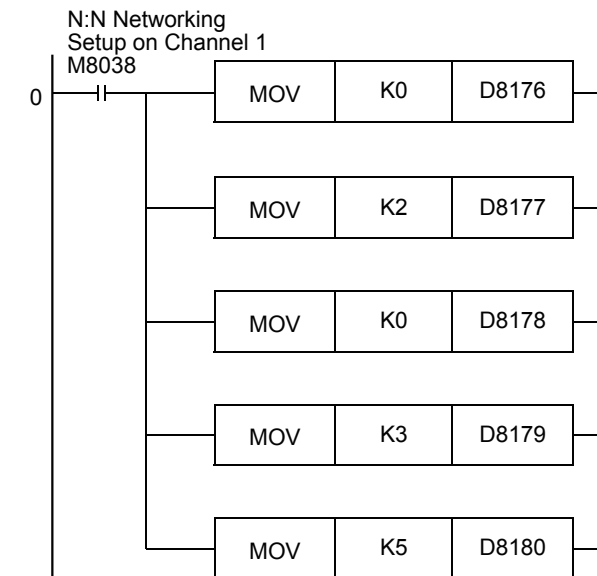 N:N Networking
Setup on Channel 1
M8038
0 MOV K0 D8176
MOV K2 D8177
MOV K0 D8178
MOV K3 D8179
MOV K5 D8180